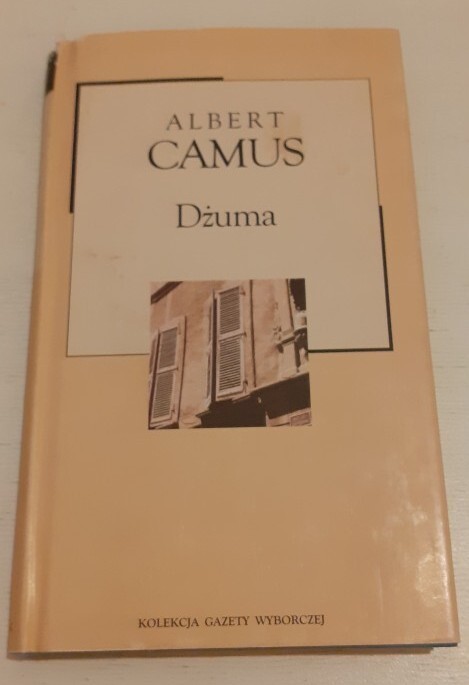 ALBERT
CAMUS
Dżuma
KOLEKCJA GAZETY WYBORCZEJ